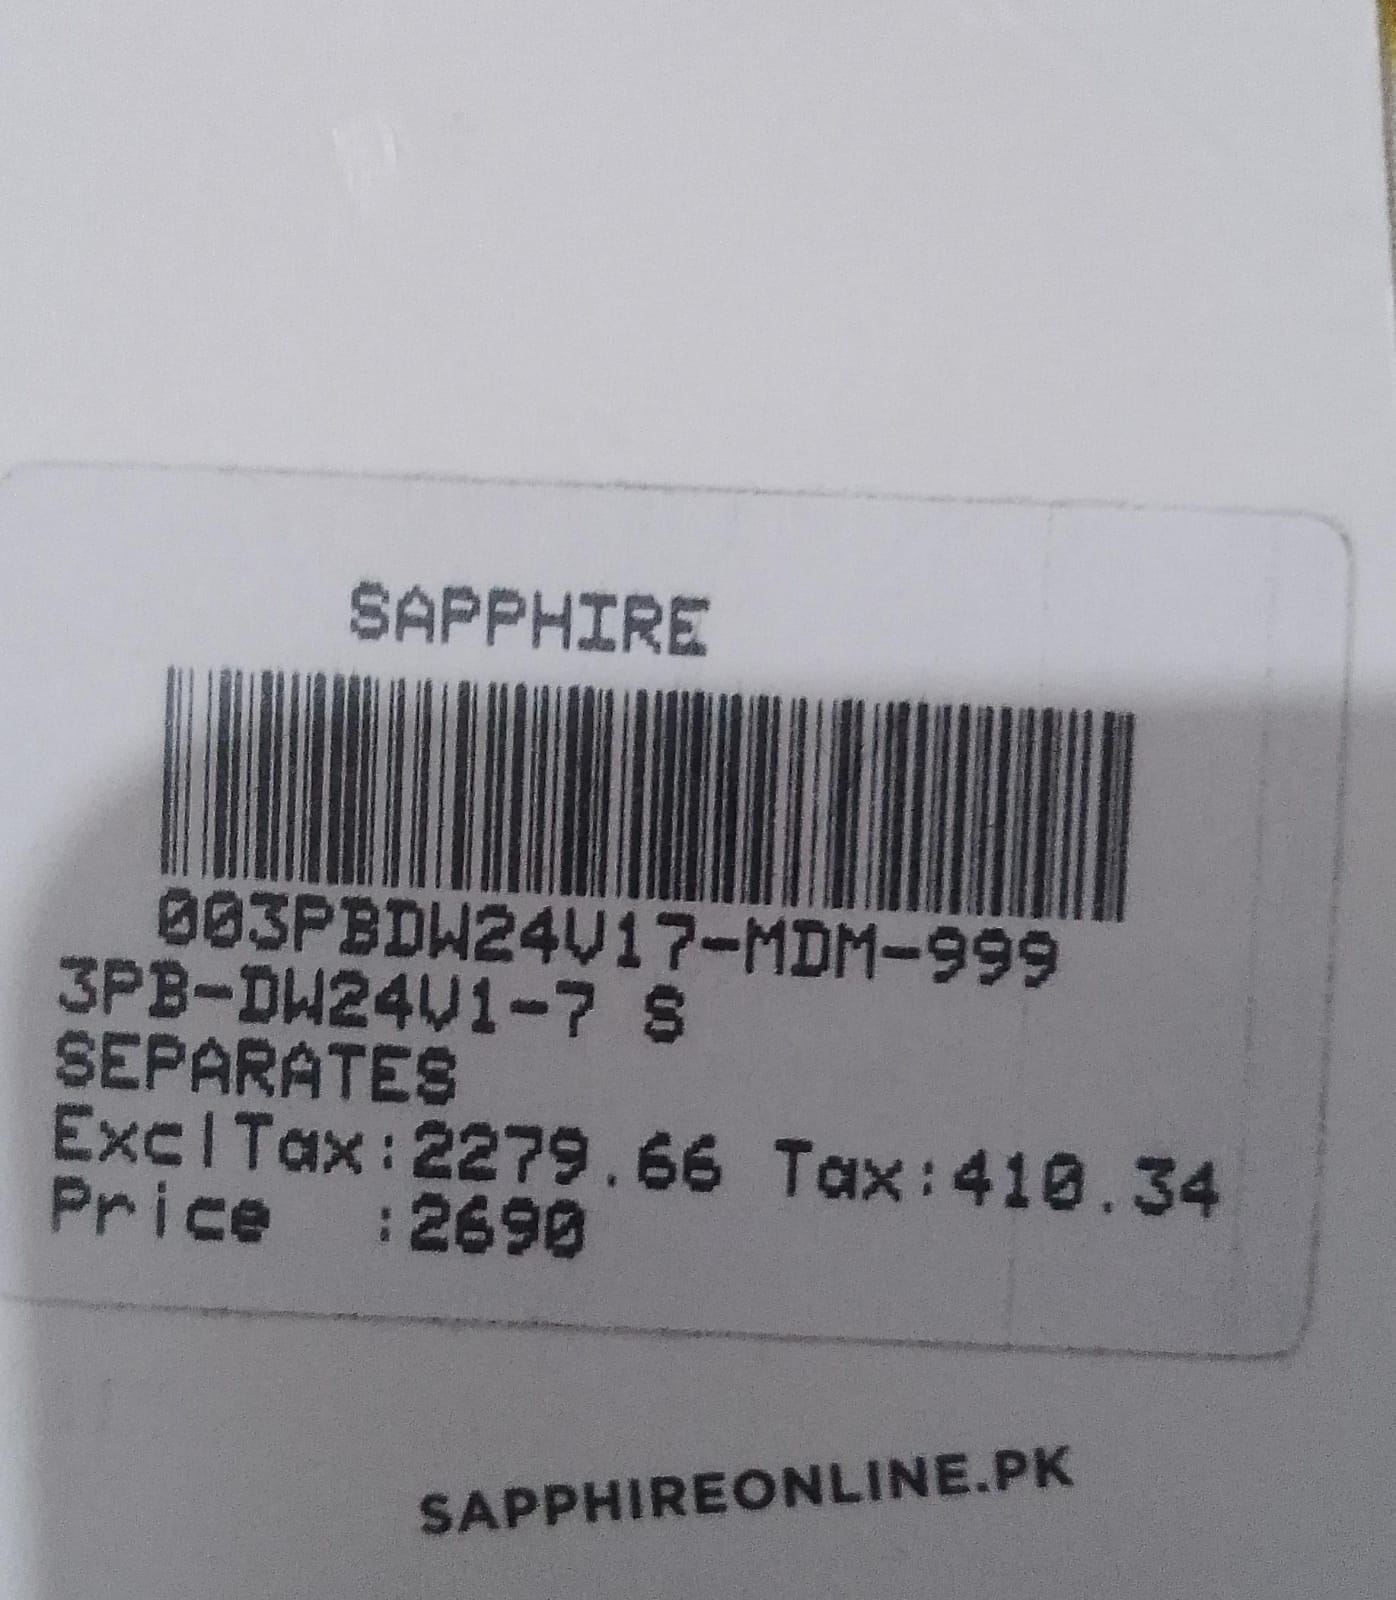 SAPPHIRE
003PBDW24V17-MDM-999
3PB-DW24V1-7 S
SEPARATES
ExclTax:2279.66 Tax:410.34
Price :2690
SAPPHIREONLINE.PK